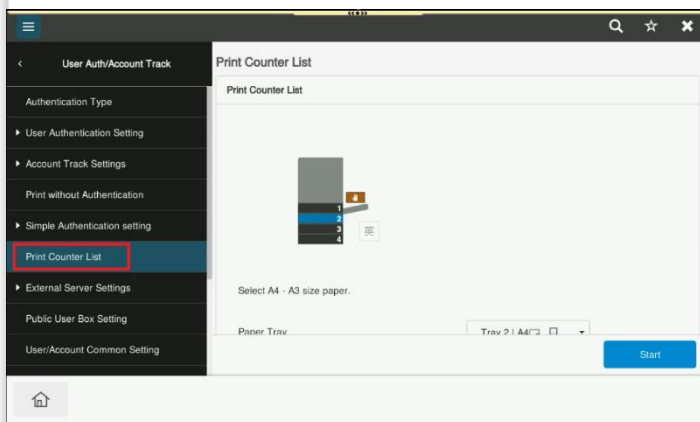 User Auth/Account Track
Authentication Type
User Authentication Setting
Account Track Settings
Print without Authentication
Simple Authentication setting
Print Counter List
External Server Settings
Public User Box Setting
User/Account Common Setting
Print Counter List
Print Counter List
1
2
3
4
英
Select A4 - A3 size paper.
Paper Tray
Tray 2 | A4
Start